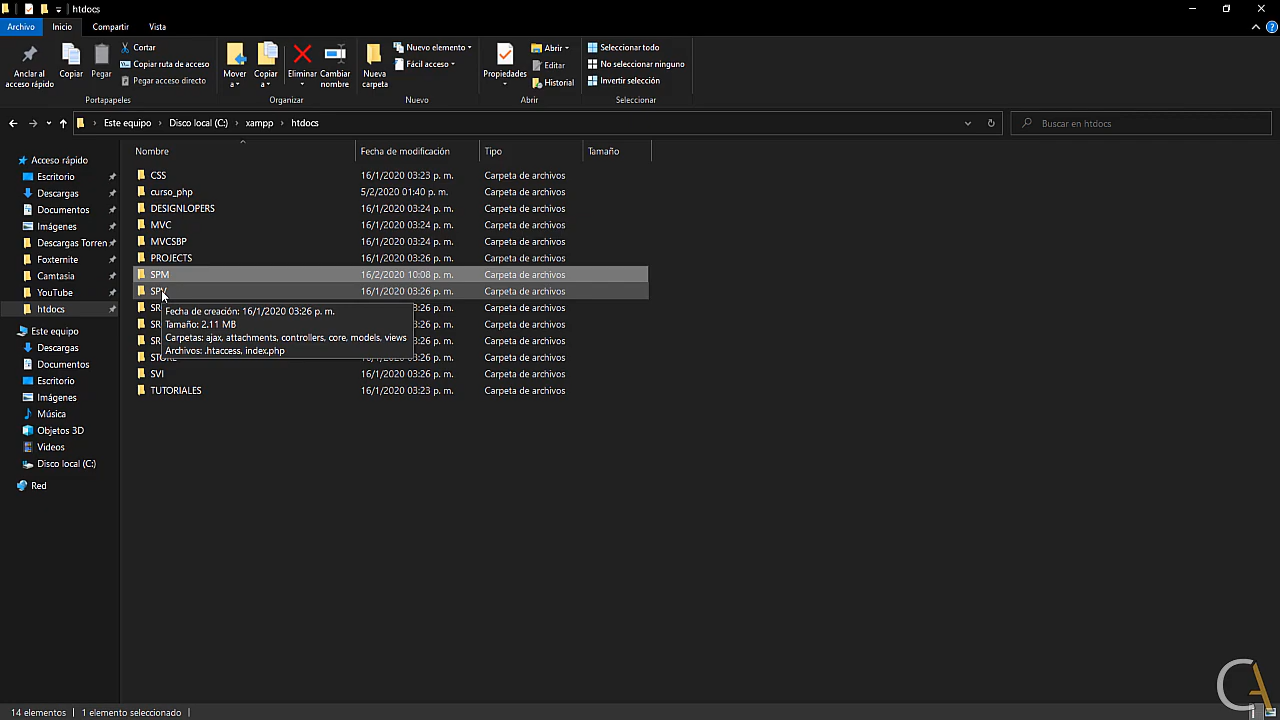 htdocs
Archivo Inicio Compartir Vista
Anclar al acceso rápido
Copiar
Pegar
Cortar
Copiar ruta de acceso
Pegar acceso directo
Portapapeles
Mover a
Copiar a
Eliminar
Cambiar nombre
Organizar
Nueva carpeta
Nuevo elemento
Fácil acceso
Nuevo
Propiedades
Abrir
Editar
Historial
Abrir
Seleccionar todo
No seleccionar ninguno
Invertir selección
Seleccionar
Este equipo > Disco local (C:) > xampp > htdocs
Buscar en htdocs
Acceso rápido
Escritorio
Descargas
Documentos
Imágenes
Descargas Torren
Foxternite
Camtasia
YouTube
htdocs
Este equipo
Descargas
Documentos
Escritorio
Imágenes
Música
Objetos 3D
Videos
Disco local (C:)
Red
Nombre Fecha de modificación Tipo Tamaño
CSS 16/1/2020 03:23 p. m. Carpeta de archivos
curso_php 5/2/2020 01:40 p. m. Carpeta de archivos
DESIGNLOPERS 16/1/2020 03:24 p. m. Carpeta de archivos
MVC 16/1/2020 03:24 p. m. Carpeta de archivos
MVCSBP 16/1/2020 03:24 p. m. Carpeta de archivos
PROJECTS 16/1/2020 03:26 p. m. Carpeta de archivos
SPM 16/2/2020 10:08 p. m. Carpeta de archivos
SPV 16/1/2020 03:26 p. m. Carpeta de archivos
03:26 p. m. Carpeta de archivos
03:26 p. m. Carpeta de archivos
03:26 p. m. Carpeta de archivos
STORE 16/1/2020 03:26 p. m. Carpeta de archivos
SVI 16/1/2020 03:26 p. m. Carpeta de archivos
TUTORIALES 16/1/2020 03:23 p. m. Carpeta de archivos
Fecha de creación: 16/1/2020 03:26 p. m.
Tamaño: 2.11 MB
Carpetas: ajax, attachments, controllers, core, models, views
Archivos: .htaccess, index.php
14 elementos 1 elemento seleccionado
CA